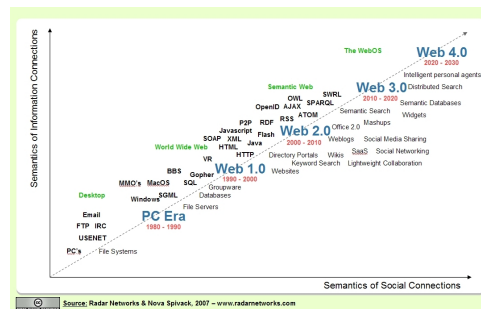 Semantics of Information Connections
The WebOS
Web 4.0
2020 - 2030
Intelligent personal agents
Semantic Web
SWRL
Web 3.0
2010 - 2020
Distributed Search
OWL
SPARQL
OpenID AJAX
Semantic Databases
ATOM
Semantic Search
Widgets
P2P RDF RSS
Mashups
Office 2.0
Javascript Flash
Web 2.0
2000 - 2010
SOAP XML
Java
Weblogs Social Media Sharing
World Wide Web
HTML
HTTP
Directory Portals Wikis SaaS Social Networking
VR
Keyword Search Lightweight Collaboration
BBS Gopher
Web 1.0
1990 - 2000
Websites
MMO's MacOS SQL
Groupware
Desktop
SGML
Databases
Windows
File Servers
Email
PC Era
1980 - 1990
FTP IRC
USENET
PC's File Systems
Semantics of Social Connections
Source: Radar Networks & Nova Spivack, 2007 – www.radarnetworks.com